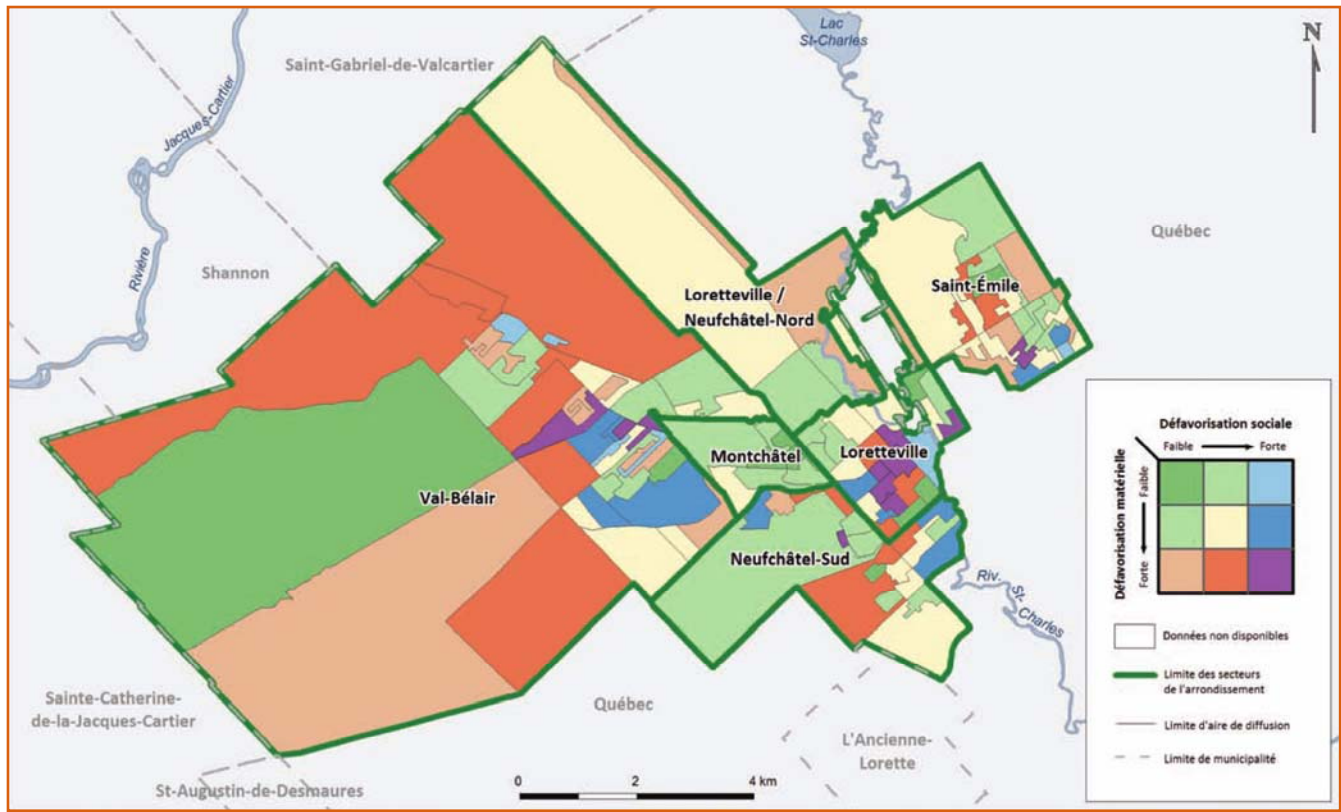 Lac
St-Charles
N
Saint-Gabriel-de-Valcartier
Jacques-Cartier
Rivière
Québec
Shannon
Saint-Émile
Loretteville /
Neufchâtel-Nord
Montchâtel
Loretteville
Val-Bélair
Neufchâtel-Sud
Riv. St-Charles
Sainte-Catherine-
de-la-Jacques-Cartier
Québec
L'Ancienne-
Lorette
St-Augustin-de-Desmaures
0 2 4 km
Défavorisation sociale
Faible Forte
Défavorisation matérielle
Faible
Forte
Données non disponibles
Limite des secteurs
de l'arrondissement
Limite d'aire de diffusion
Limite de municipalité